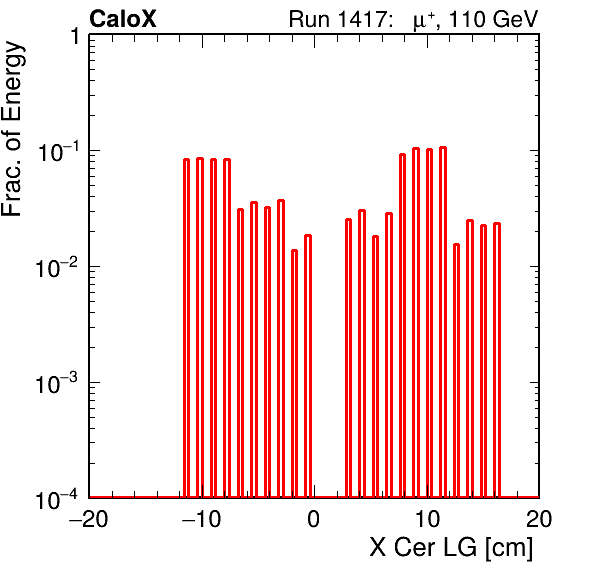 CaloX Run 1417: μ⁺, 110 GeV
Frac. of Energy
1
10⁻¹
10⁻²
10⁻³
10⁻⁴
−20 −10 0 10 20
X Cer LG [cm]